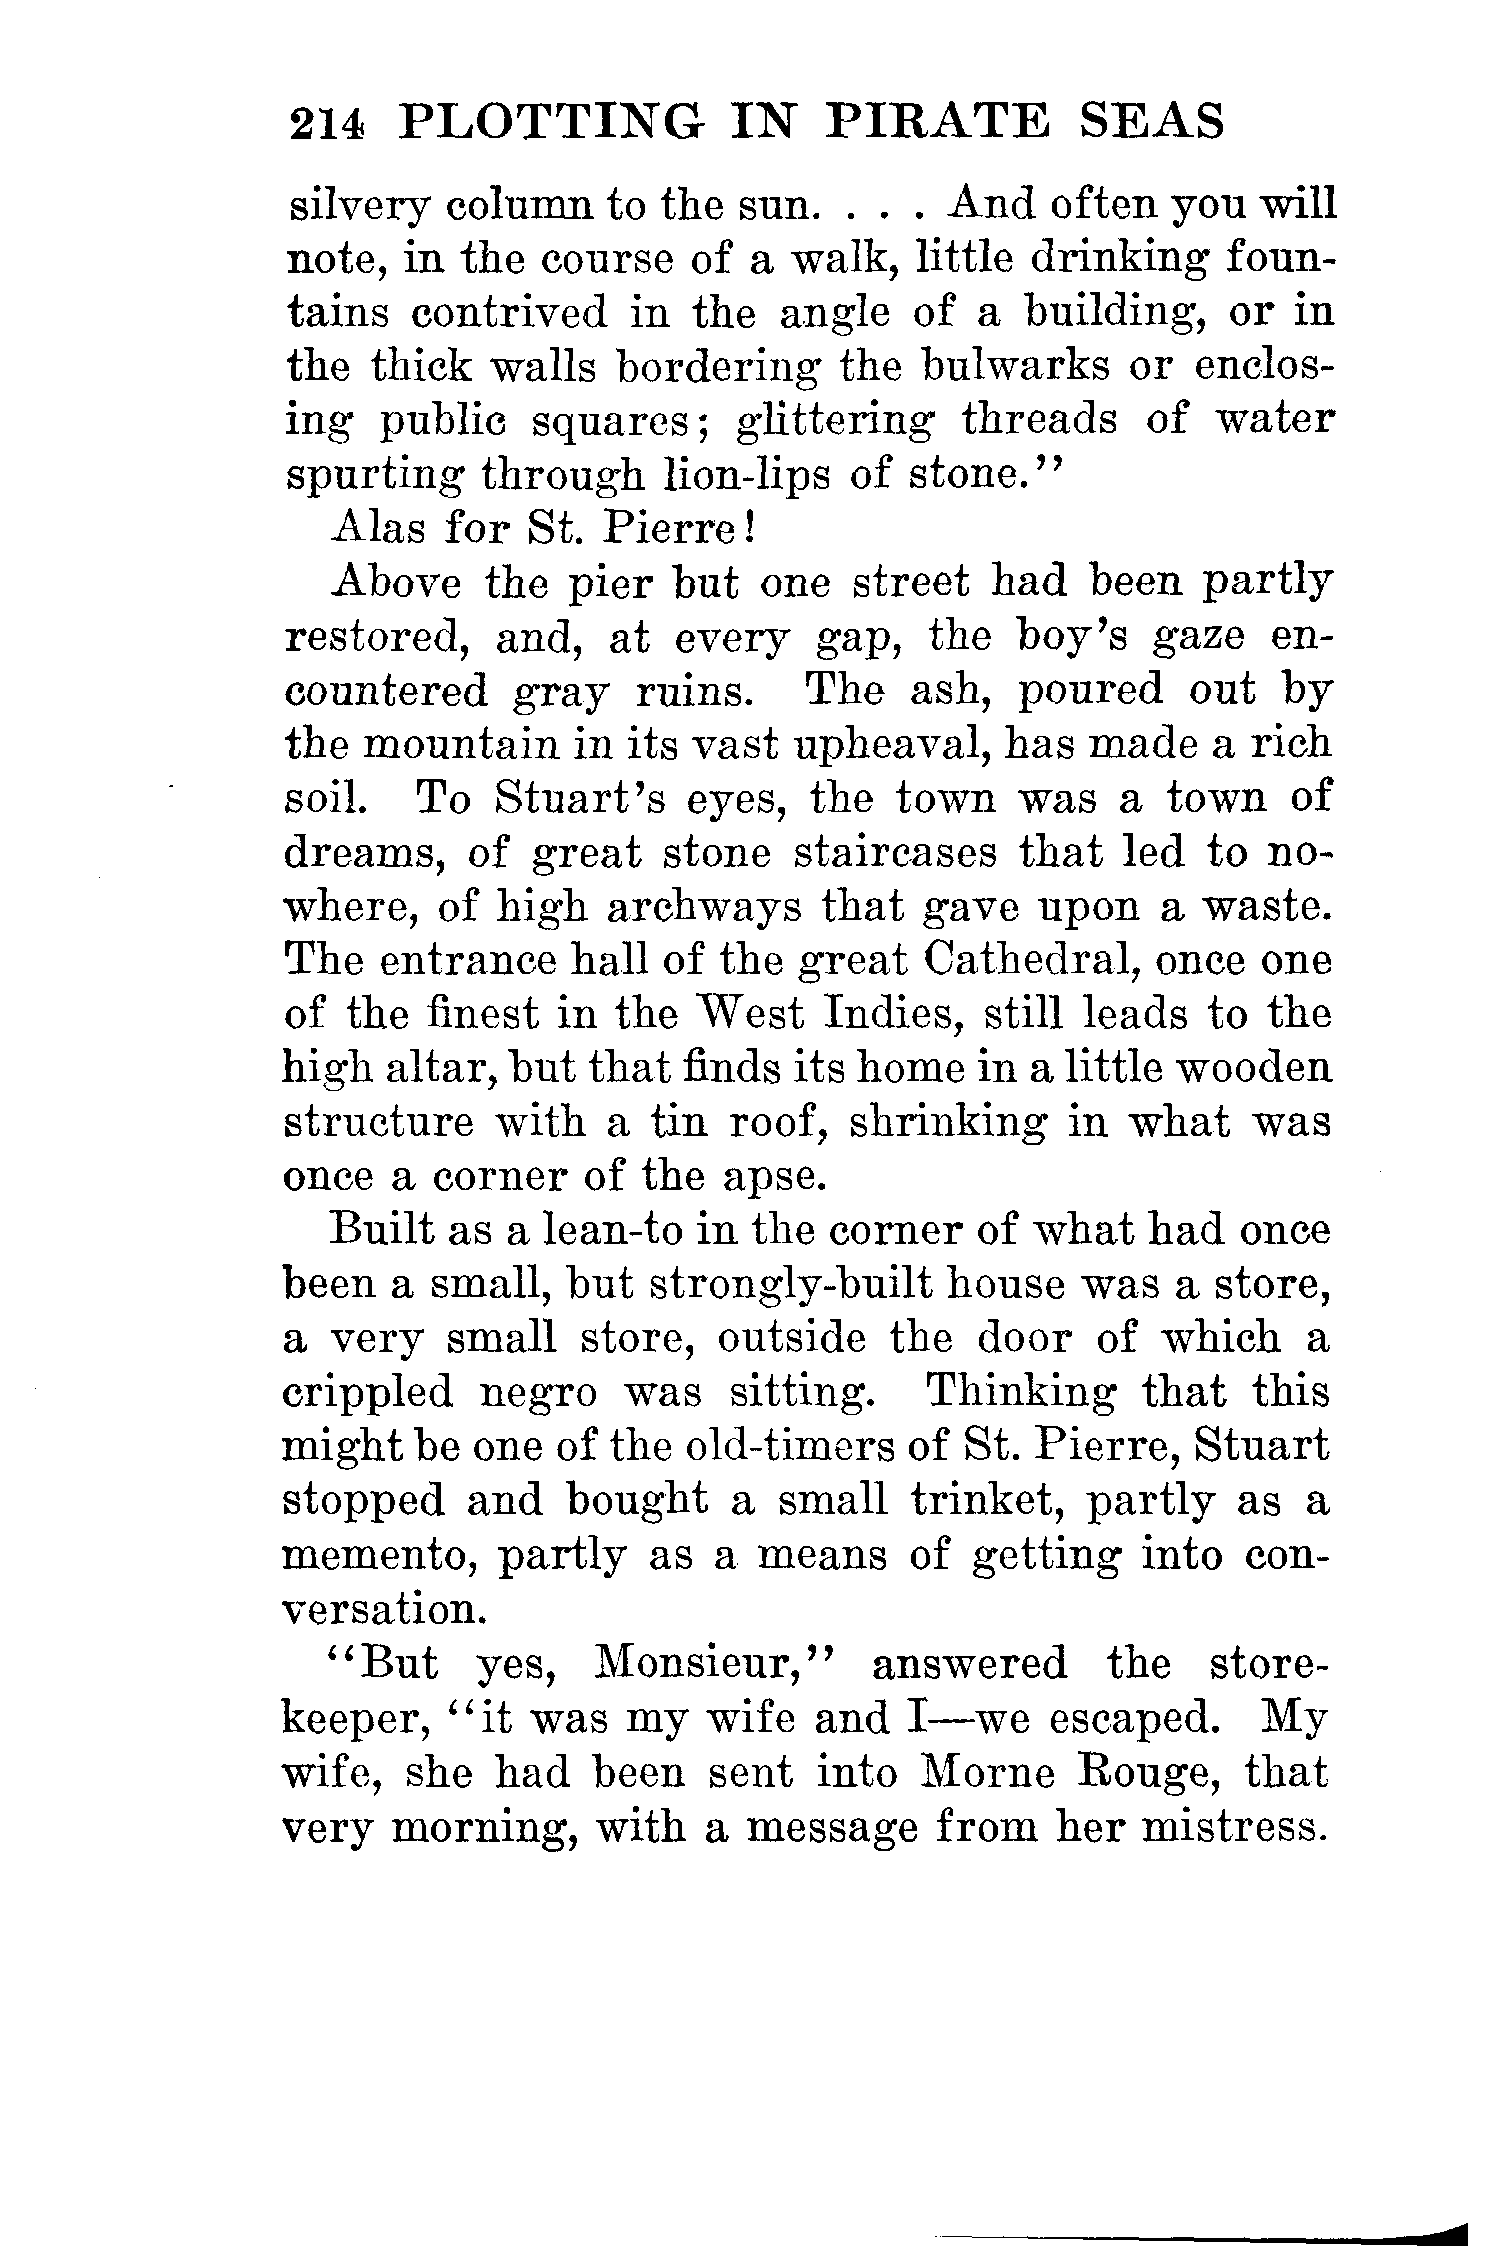 214 PLOTTING IN PIRATE SEAS
silvery column to the sun. . . . And often you will
note, in the course of a walk, little drinking foun-
tains contrived in the angle of a building, or in
the thick walls bordering the bulwarks or enclos-
ing public squares; glittering threads of water
spurting through lion-lips of stone.''
Alas for St. Pierre!
Above the pier but one street had been partly
restored, and, at every gap, the boy's gaze en-
countered gray ruins. The ash, poured out by
the mountain in its vast upheaval, has made a rich
soil. To Stuart's eyes, the town was a town of
dreams, of great stone staircases that led to no-
where, of high archways that gave upon a waste.
The entrance hall of the great Cathedral, once one
of the finest in the West Indies, still leads to the
high altar, but that finds its home in a little wooden
structure with a tin roof, shrinking in what was
once a corner of the apse.
Built as a lean-to in the corner of what had once
been a small, but strongly-built house was a store,
a very small store, outside the door of which a
crippled negro was sitting. Thinking that this
might be one of the old-timers of St. Pierre, Stuart
stopped and bought a small trinket, partly as a
memento, partly as a means of getting into con-
versation.
"But yes, Monsieur," answered the store-
keeper, "it was my wife and I—we escaped. My
wife, she had been sent into Morne Rouge, that
very morning, with a message from her mistress.